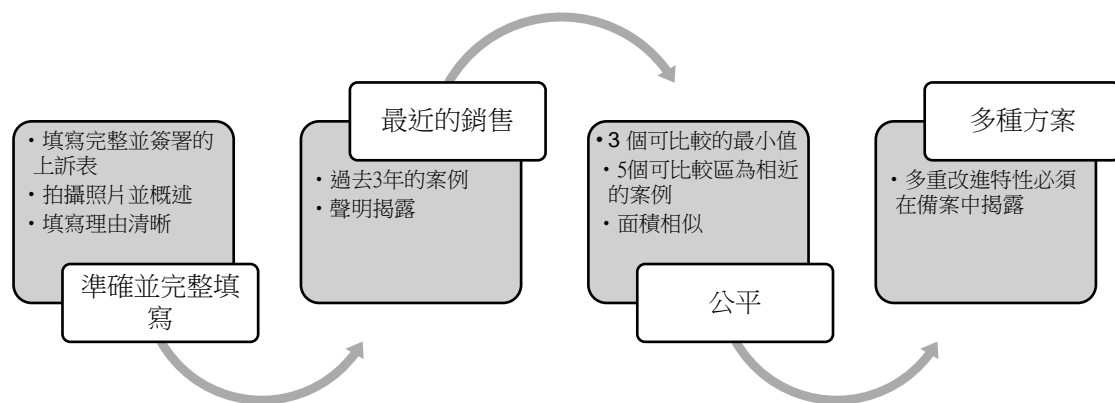 ・填寫完整並簽署的
上訴表
・拍攝照片並概述
・填寫理由清晰
準確並完整填
寫
最近的銷售
・過去3年的案例
・聲明揭露
•3 個可比較的最小值
・5個可比較區為相近
的案例
・面積相似
公平
多種方案
・多重改進特性必須
在備案中揭露